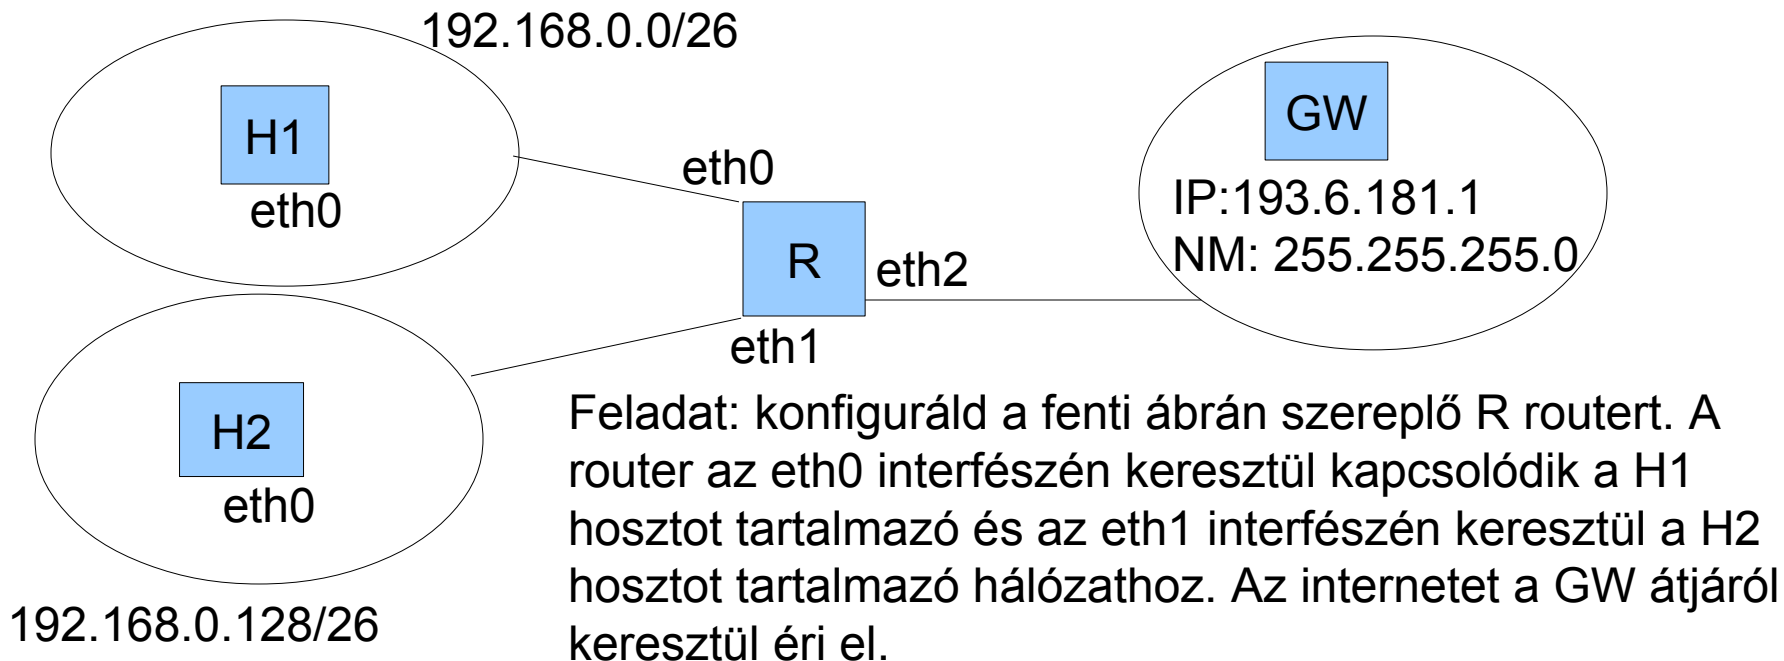 192.168.0.0/26
H1
eth0
eth0
R
eth2
eth1
GW
IP:193.6.181.1
NM: 255.255.255.0
H2
eth0
192.168.0.128/26
Feladat: konfiguráld a fenti ábrán szereplő R routert. A
router az eth0 interfészén keresztül kapcsolódik a H1
hosztot tartalmazó és az eth1 interfészén keresztül a H2
hosztot tartalmazó hálózathoz. Az internetet a GW átjáról
keresztül éri el.